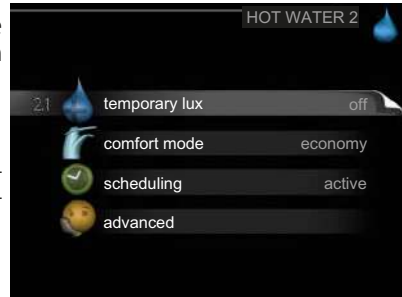 HOT WATER 2
2.1 temporary lux off
comfort mode economy
scheduling active
advanced